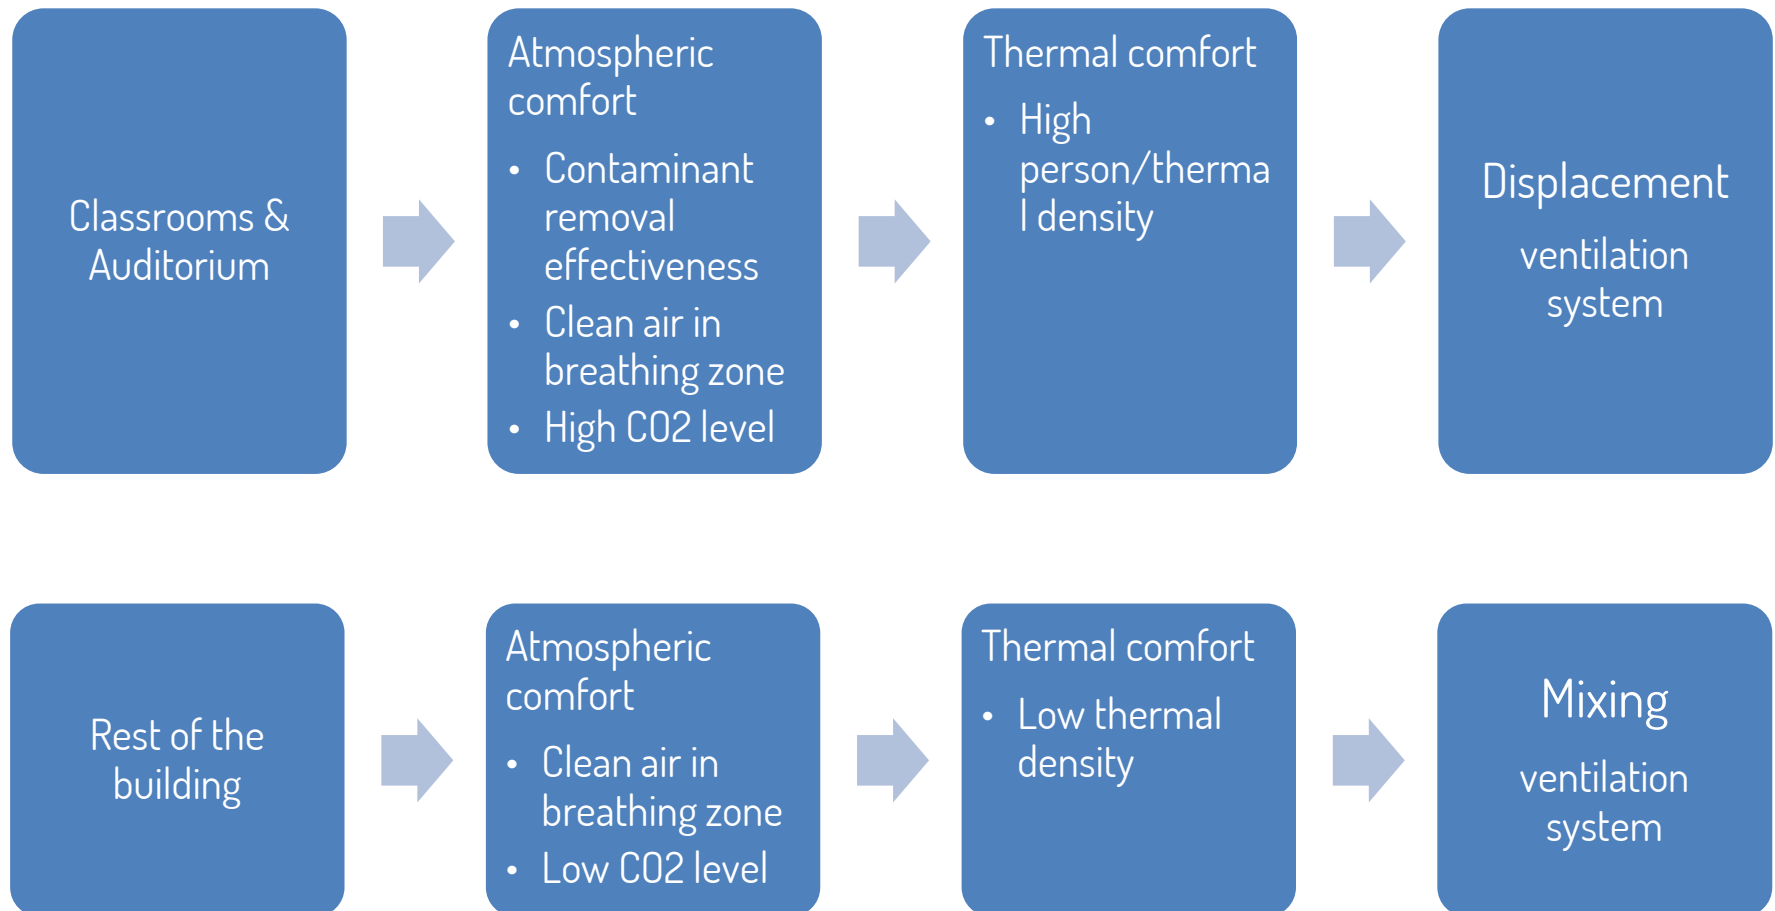 Classrooms &
Auditorium
Atmospheric
comfort
• Contaminant
removal
effectiveness
• Clean air in
breathing zone
• High CO2 level
Thermal comfort
• High
person/therma
l density
Displacement
ventilation
system
Rest of the
building
Atmospheric
comfort
• Clean air in
breathing zone
• Low CO2 level
Thermal comfort
• Low thermal
density
Mixing
ventilation
system